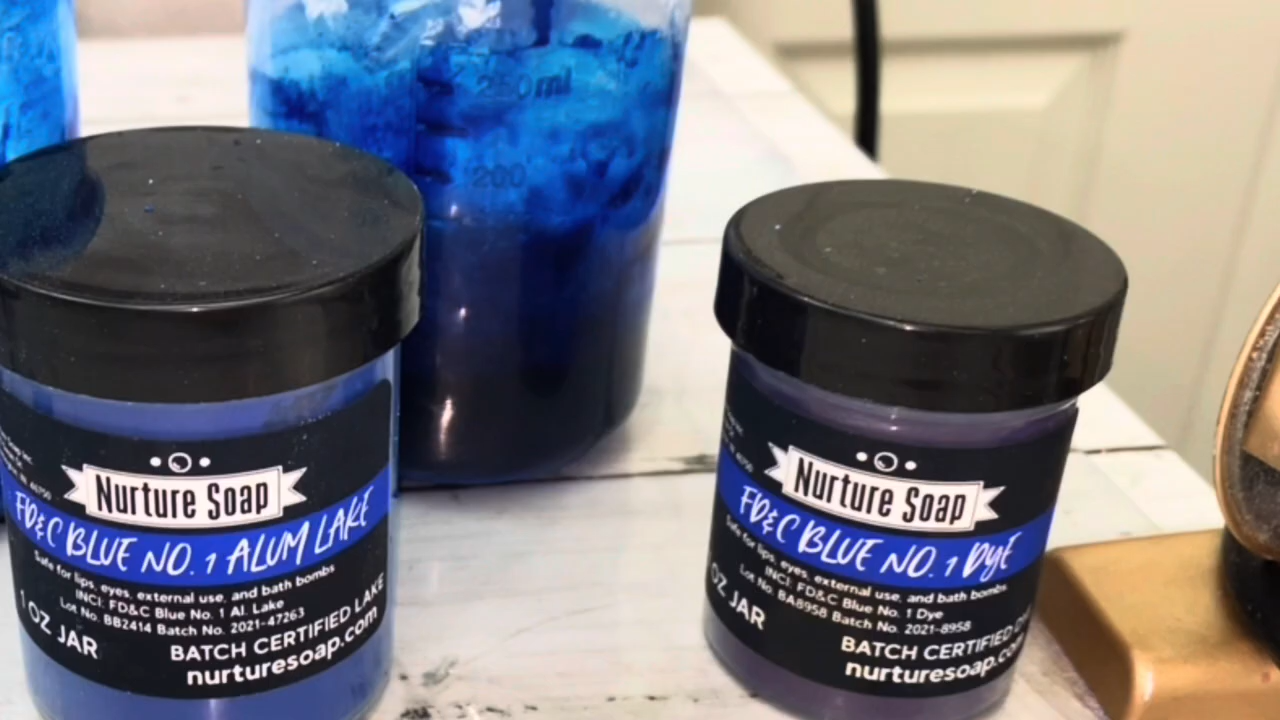 250ml
200
Nurture Soap
FD&C BLUE NO. 1 ALUM LAKE
Safe for lips, eyes, external use, and bath bombs
INCI: FD&C Blue No. 1 Al. Lake
Lot No. BB2414 Batch No. 2021-47263
1 OZ JAR
BATCH CERTIFIED LAKE
nurturesoap.com
Nurture Soap
FD&C BLUE NO. 1 DYE
Safe for lips, eyes, external use, and bath bombs.
INCI: FD&C Blue No. 1 Dye
Lot No. BA8958 Batch No. 2021-8958
OZ JAR
BATCH CERTIFIED
nurturesoap.com